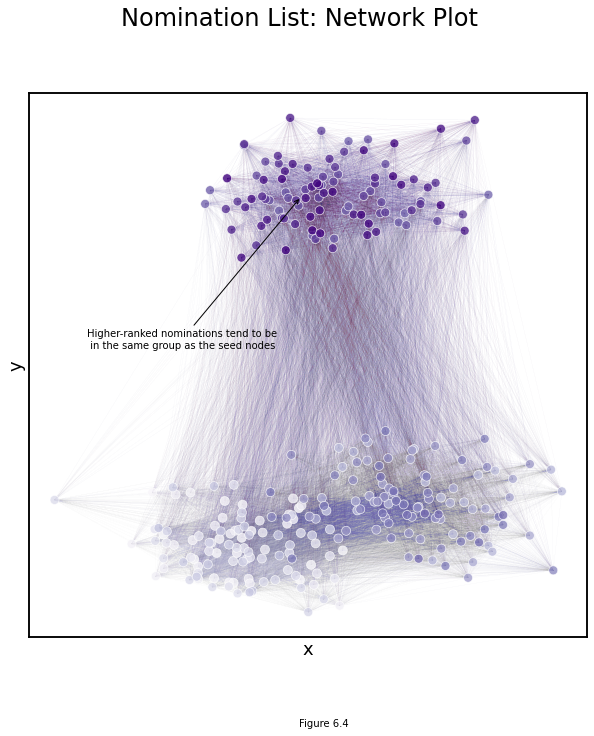 Nomination List: Network Plot
Higher-ranked nominations tend to be
in the same group as the seed nodes
y
x
Figure 6.4